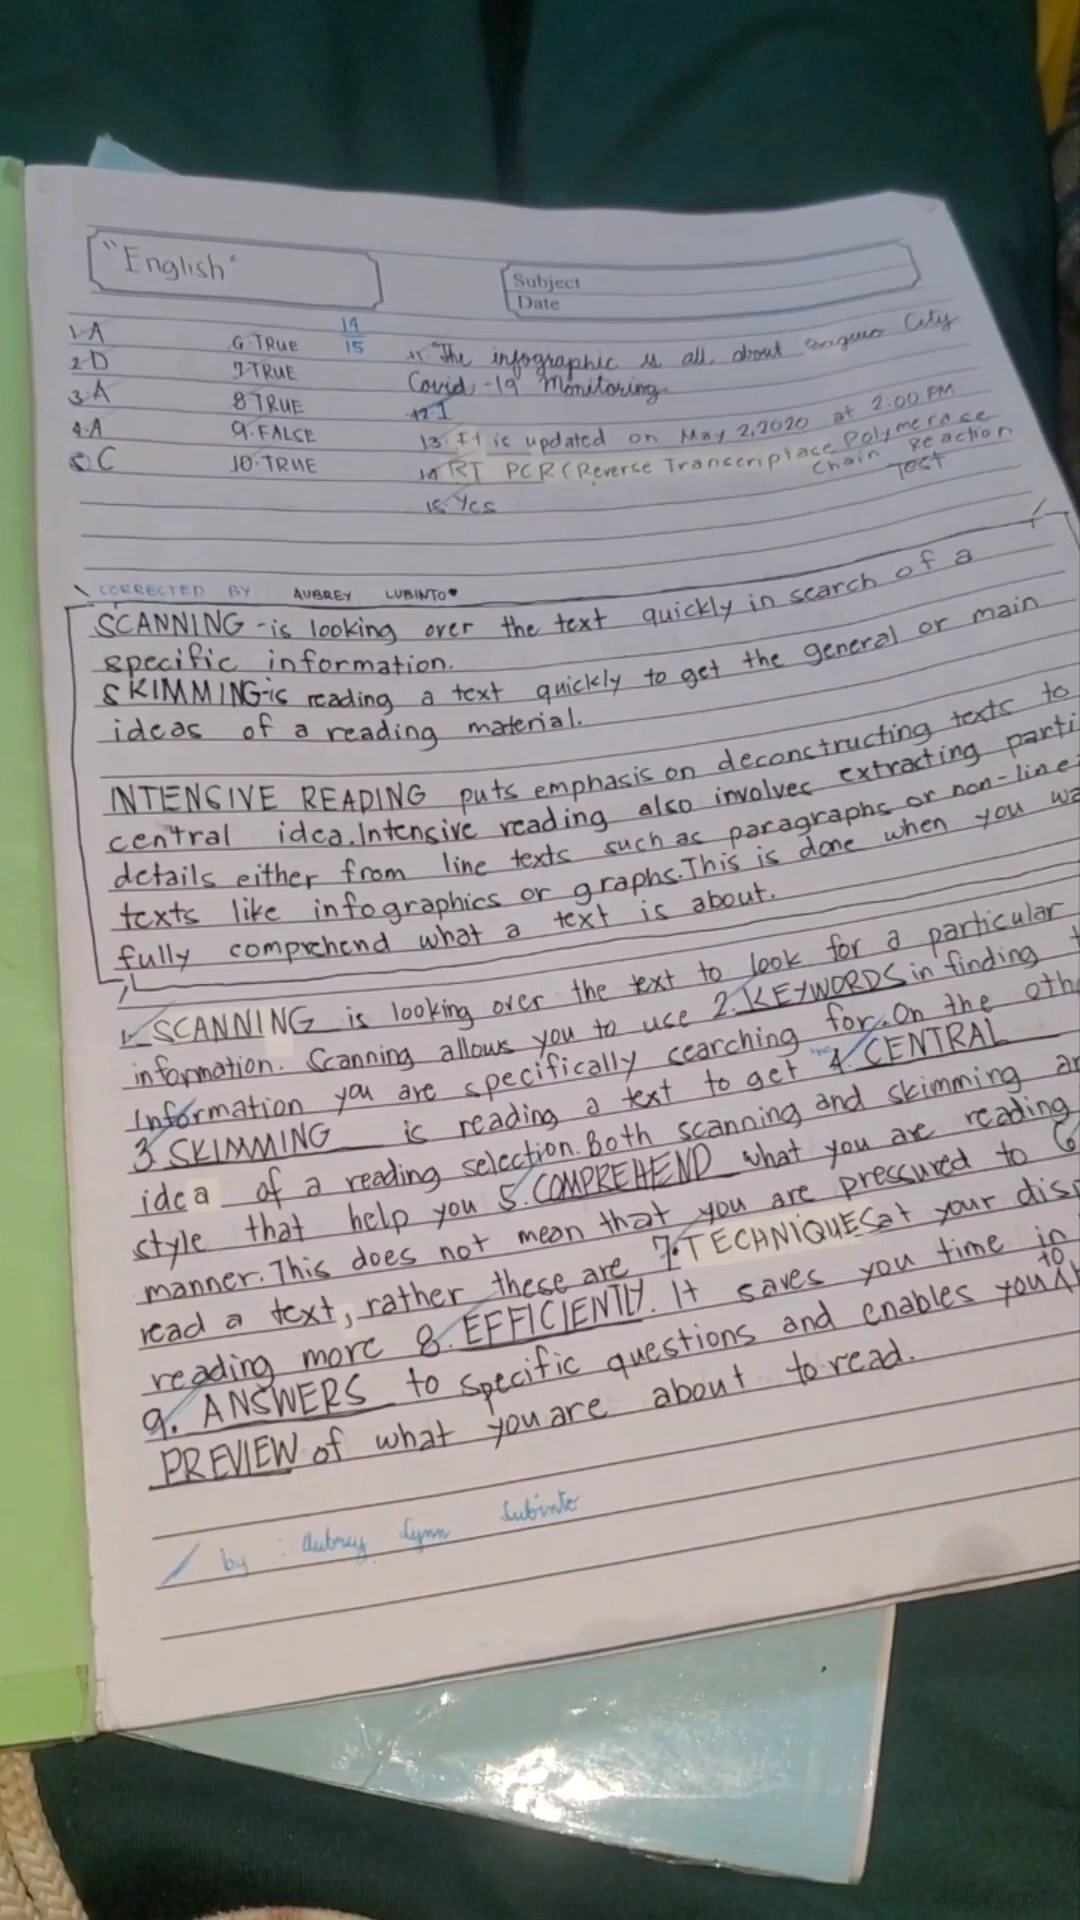 "English"
Subject
Date
1. A
2. D
3. A
4. A
5. C
6. TRUE
7. TRUE
8 TRUE
9. FALSE
10. TRUE
14
15
11. The infographic is all about Baguio City
Covid-19 Monitoring
12. I
13. It is updated on May 2, 2020 at 2:00 PM
14 RT PCR (Reverse Transcriptase Polymerase
Chain Reaction
Test
15. Yes
CORRECTED BY AUBREY LUBINTO
SCANNING - is looking over the text quickly in search of a
specific information.
SKIMMING - is reading a text quickly to get the general or main
ideas of a reading material.
INTENSIVE READING puts emphasis on deconstructing texts to
central idea. Intensive reading also involves extracting parti
details either from line texts such as paragraphs or non-line
texts like infographics or graphs. This is done when you wa
fully comprehend what a text is about.
1. SCANNING is looking over the text to look for a particular
information. Scanning allows you to use 2. KEYWORDS in finding t
Information you are specifically searching for. On the oth
3 SKIMMING is reading a text to get 4. CENTRAL
idea of a reading selection. Both scanning and skimming ar
style that help you 5. COMPREHEND what you are reading
manner. This does not mean that you are pressured to 6
read a text, rather these are 7. TECHNIQUES at your disp
reading more 8. EFFICIENTLY. It saves you time in
9. ANSWERS to specific questions and enables you to
PREVIEW of what you are about to read.
by : Aubrey Lynn Lubinto